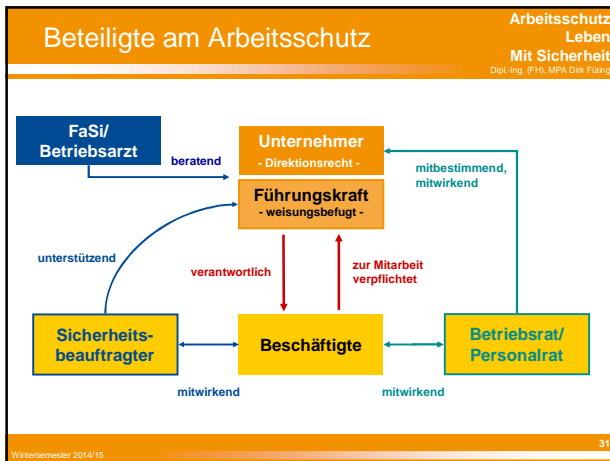 Beteiligte am Arbeitsschutz
Arbeitsschutz
Leben
Mit Sicherheit
Dipl.-Ing. (FH), MPA Dirk Füting
FaSi/
Betriebsarzt
beratend
Unternehmer
- Direktionsrecht -
mitbestimmend,
mitwirkend
Führungskraft
- weisungsbefugt -
unterstützend
verantwortlich
zur Mitarbeit
verpflichtet
Sicherheits-
beauftragter
Beschäftigte
Betriebsrat/
Personalrat
mitwirkend
mitwirkend
31
Wintersemester 2014/15